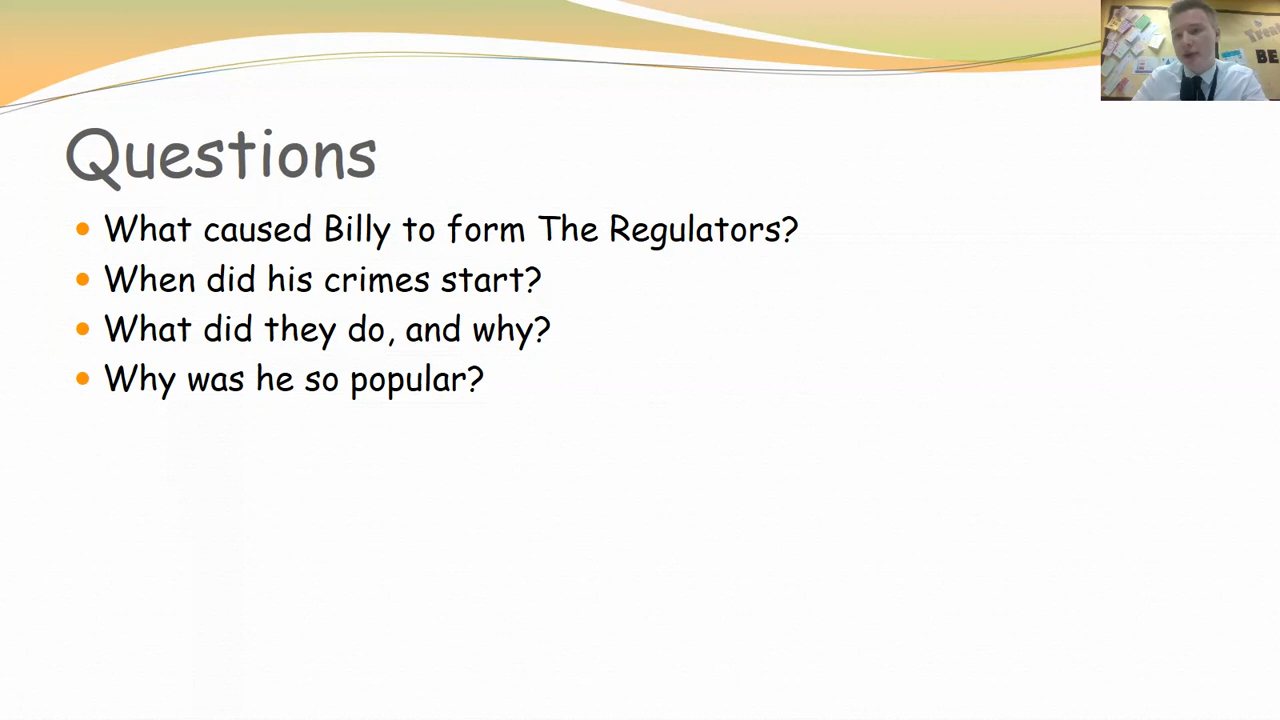 Questions
What caused Billy to form The Regulators?
When did his crimes start?
What did they do, and why?
Why was he so popular?
BE